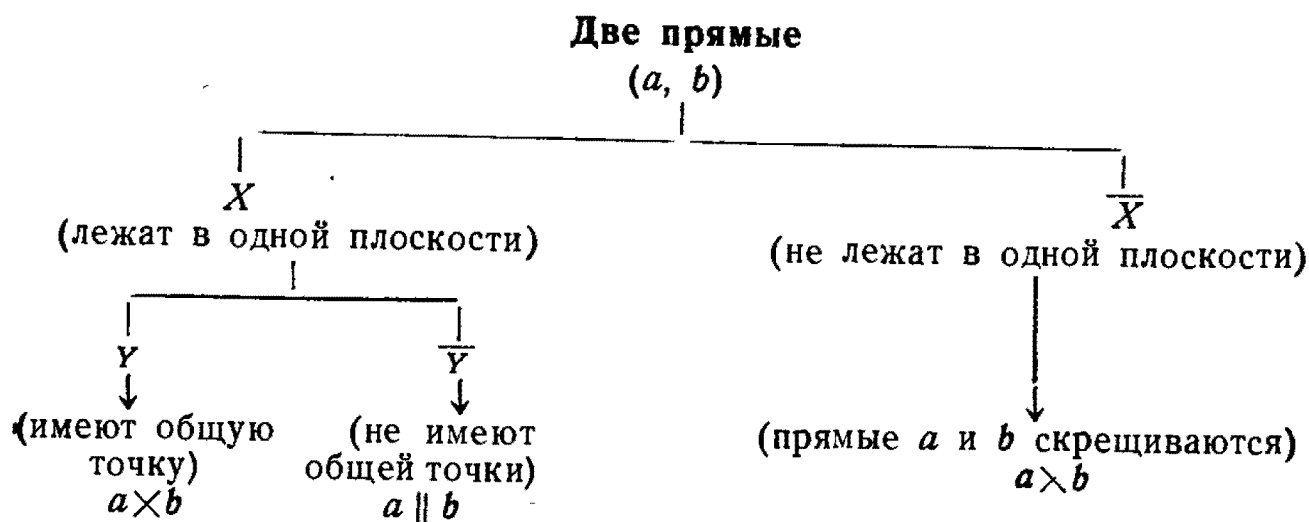 Две прямые
(a, b)
X
(лежат в одной плоскости)
Y
(имеют общую
точку)
a×b
Y̅
(не имеют
общей точки)
a ∥ b
X̅
(не лежат в одной плоскости)
(прямые a и b скрещиваются)
a⤫b